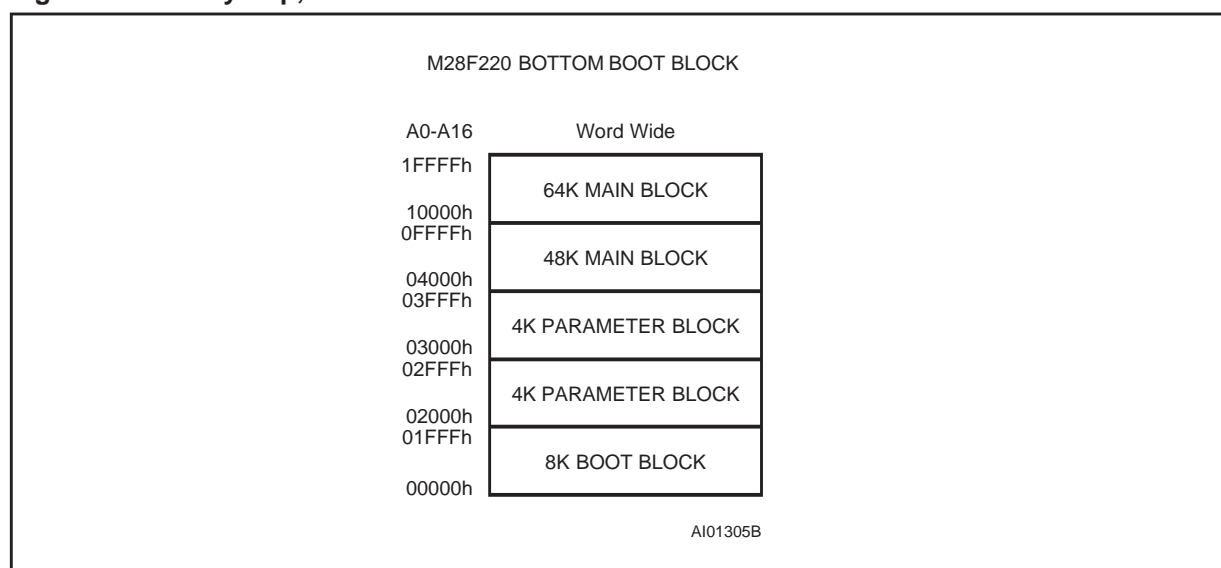 M28F220 BOTTOM BOOT BLOCK
A0-A16 Word Wide
1FFFFh
64K MAIN BLOCK
10000h
0FFFFh
48K MAIN BLOCK
04000h
03FFFh
4K PARAMETER BLOCK
03000h
02FFFh
4K PARAMETER BLOCK
02000h
01FFFh
8K BOOT BLOCK
00000h
AI01305B